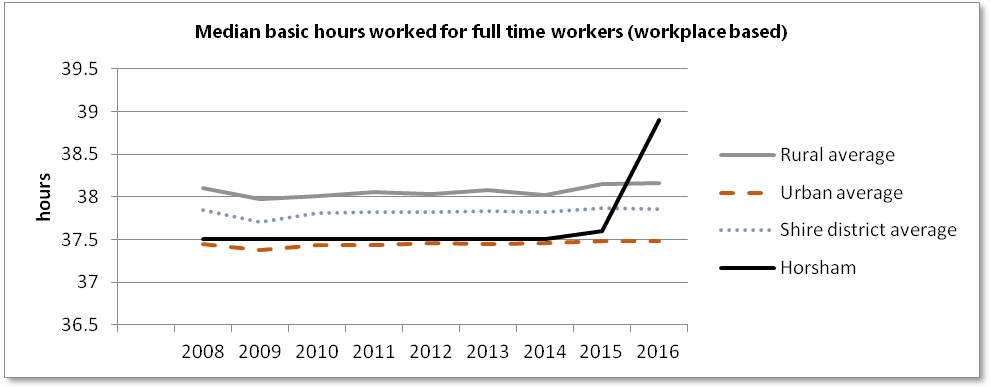 Median basic hours worked for full time workers (workplace based)
39.5
39
38.5
38
37.5
37
36.5
hours
2008 2009 2010 2011 2012 2013 2014 2015 2016
Rural average
Urban average
Shire district average
Horsham